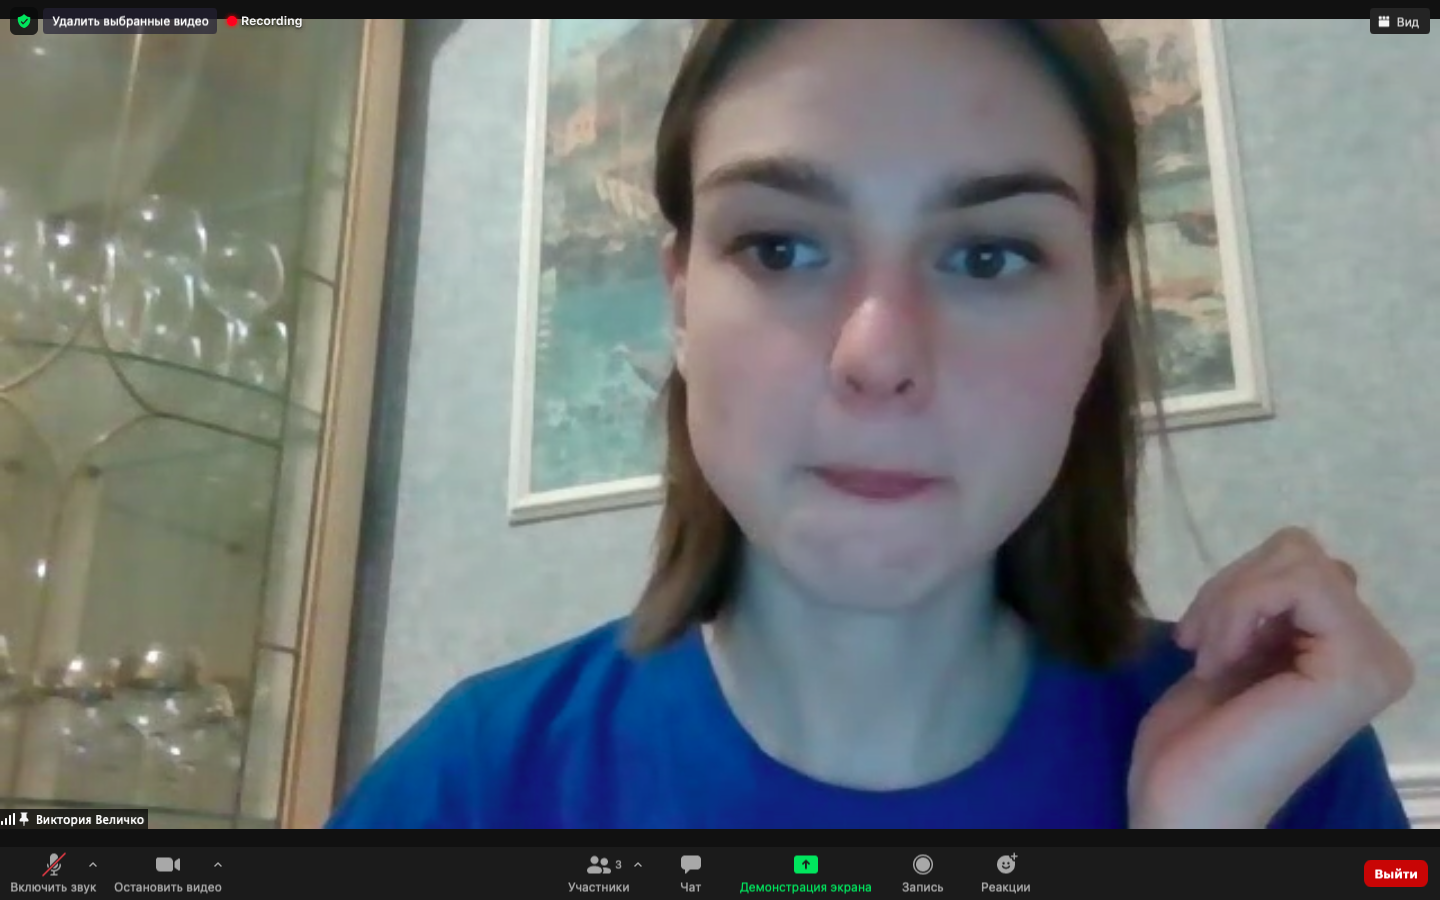 Удалить выбранные видео
Recording
Вид
Виктория Величко
Включить звук
Остановить видео
Участники
3
Чат
Демонстрация экрана
Запись
Реакции
Выйти